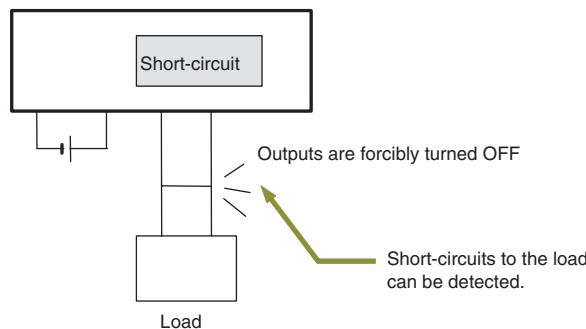 Short-circuit
Outputs are forcibly turned OFF
Short-circuits to the load
can be detected.
Load